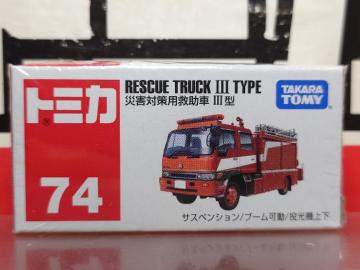 トミカ
74
RESCUE TRUCK III TYPE
災害対策用救助車 III型
TAKARA
TOMY
サスペンション/ブーム可動/投光機上下